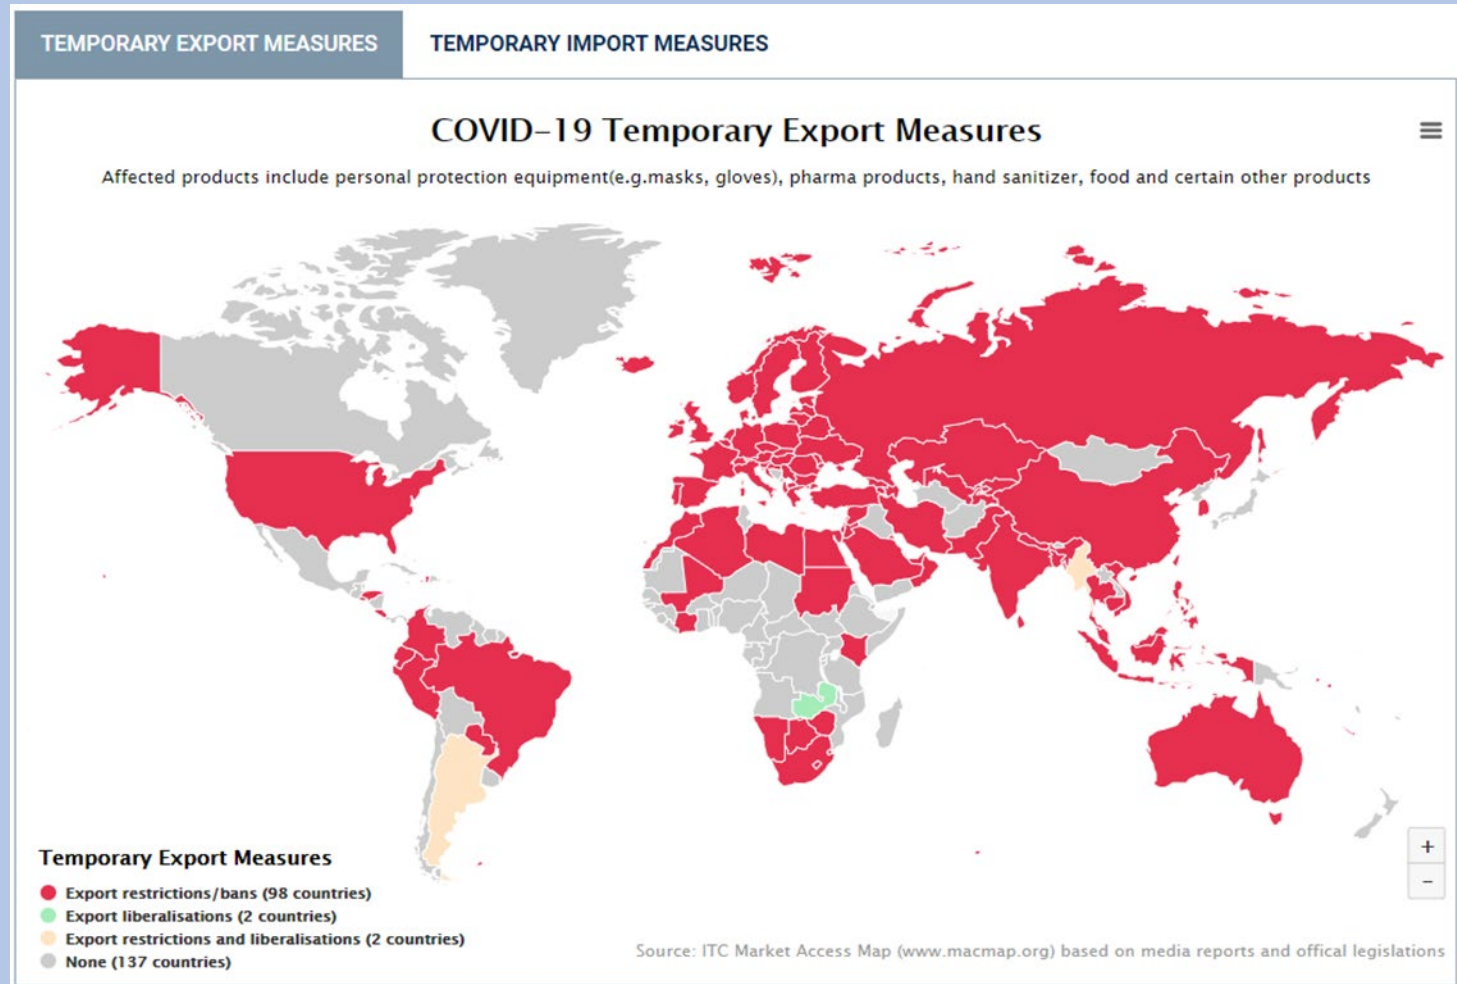 TEMPORARY EXPORT MEASURES
TEMPORARY IMPORT MEASURES
COVID-19 Temporary Export Measures
Affected products include personal protection equipment(e.g.masks, gloves), pharma products, hand sanitizer, food and certain other products
Temporary Export Measures
Export restrictions/bans (98 countries)
Export liberalisations (2 countries)
Export restrictions and liberalisations (2 countries)
None (137 countries)
+
−
Source: ITC Market Access Map (www.macmap.org) based on media reports and offical legislations